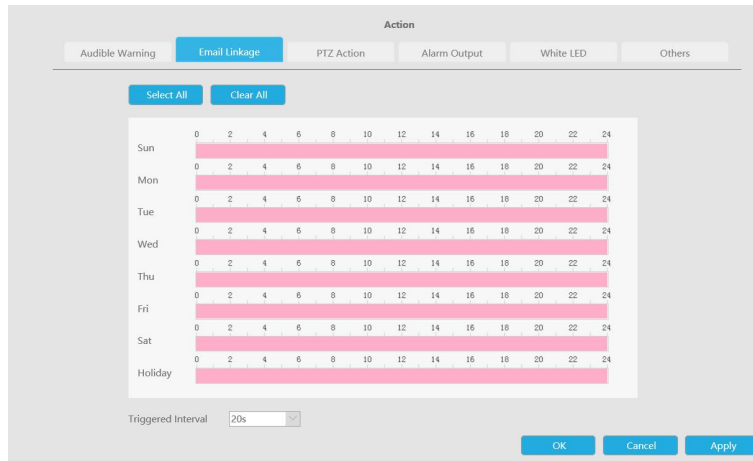 Action
Audible Warning Email Linkage PTZ Action Alarm Output White LED Others
Select All Clear All
0 2 4 6 8 10 12 14 16 18 20 22 24
Sun
0 2 4 6 8 10 12 14 16 18 20 22 24
Mon
0 2 4 6 8 10 12 14 16 18 20 22 24
Tue
0 2 4 6 8 10 12 14 16 18 20 22 24
Wed
0 2 4 6 8 10 12 14 16 18 20 22 24
Thu
0 2 4 6 8 10 12 14 16 18 20 22 24
Fri
0 2 4 6 8 10 12 14 16 18 20 22 24
Sat
0 2 4 6 8 10 12 14 16 18 20 22 24
Holiday
Triggered Interval 20s
OK Cancel Apply